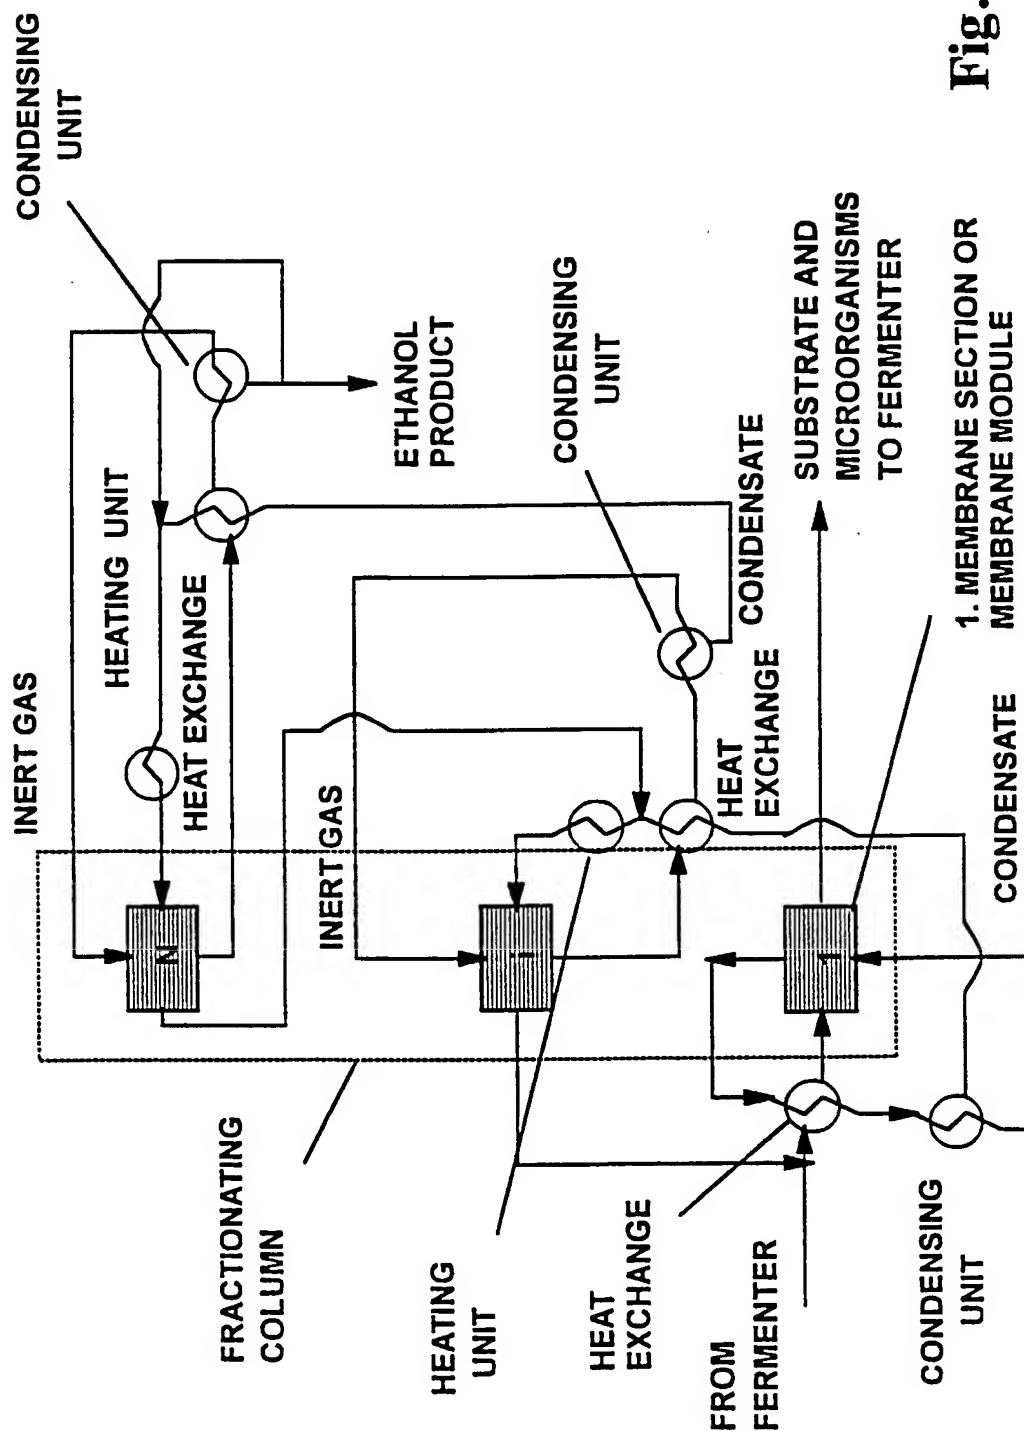 INERT GAS
CONDENSING
UNIT
HEATING UNIT
HEAT EXCHANGE
N
FRACTIONATING
COLUMN
INERT GAS
ETHANOL
PRODUCT
HEATING
UNIT
I
CONDENSING
UNIT
HEAT
EXCHANGE
HEAT
EXCHANGE
CONDENSATE
FROM
FERMENTER
1
SUBSTRATE AND
MICROORGANISMS
TO FERMENTER
CONDENSING
UNIT
1. MEMBRANE SECTION OR
MEMBRANE MODULE
CONDENSATE
Fig.